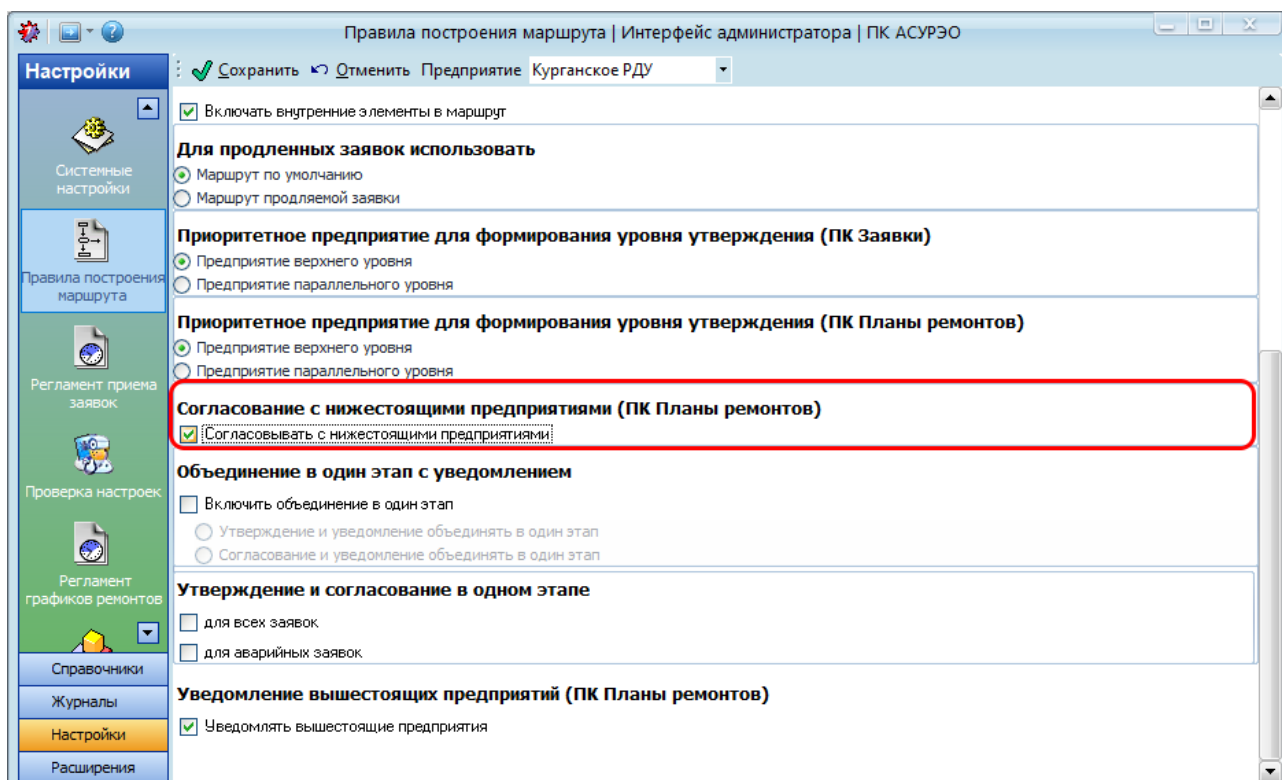 Правила построения маршрута | Интерфейс администратора | ПК АСУРЭО
Настройки
Сохранить Отменить Предприятие Курганское РДУ
Системные
настройки
Правила построения
маршрута
Регламент приема
заявок
Проверка настроек
Регламент
графиков ремонтов
Справочники
Журналы
Настройки
Расширения
Включать внутренние элементы в маршрут
Для продленных заявок использовать
Маршрут по умолчанию
Маршрут продляемой заявки
Приоритетное предприятие для формирования уровня утверждения (ПК Заявки)
Предприятие верхнего уровня
Предприятие параллельного уровня
Приоритетное предприятие для формирования уровня утверждения (ПК Планы ремонтов)
Предприятие верхнего уровня
Предприятие параллельного уровня
Согласование с нижестоящими предприятиями (ПК Планы ремонтов)
Согласовывать с нижестоящими предприятиями
Объединение в один этап с уведомлением
Включить объединение в один этап
Утверждение и уведомление объединять в один этап
Согласование и уведомление объединять в один этап
Утверждение и согласование в одном этапе
для всех заявок
для аварийных заявок
Уведомление вышестоящих предприятий (ПК Планы ремонтов)
Уведомлять вышестоящие предприятия